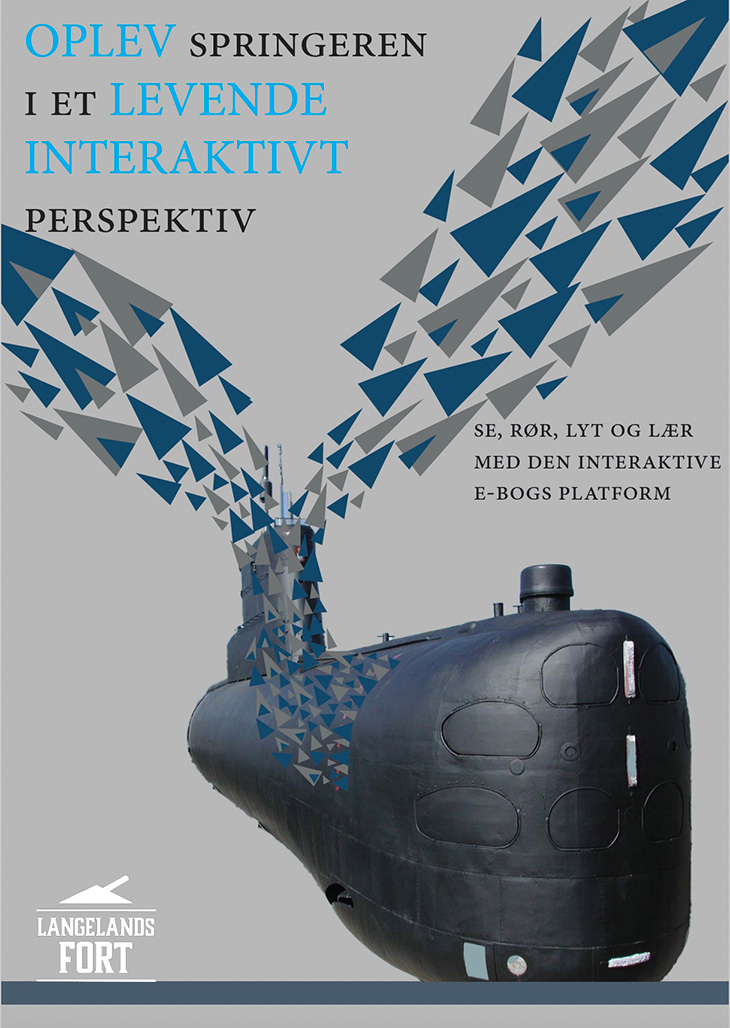 OPLEV SPRINGEREN
I ET LEVENDE
INTERAKTIVT
PERSPEKTIV
SE, RØR, LYT OG LÆR
MED DEN INTERAKTIVE
E-BOGS PLATFORM
LANGELANDS
FORT